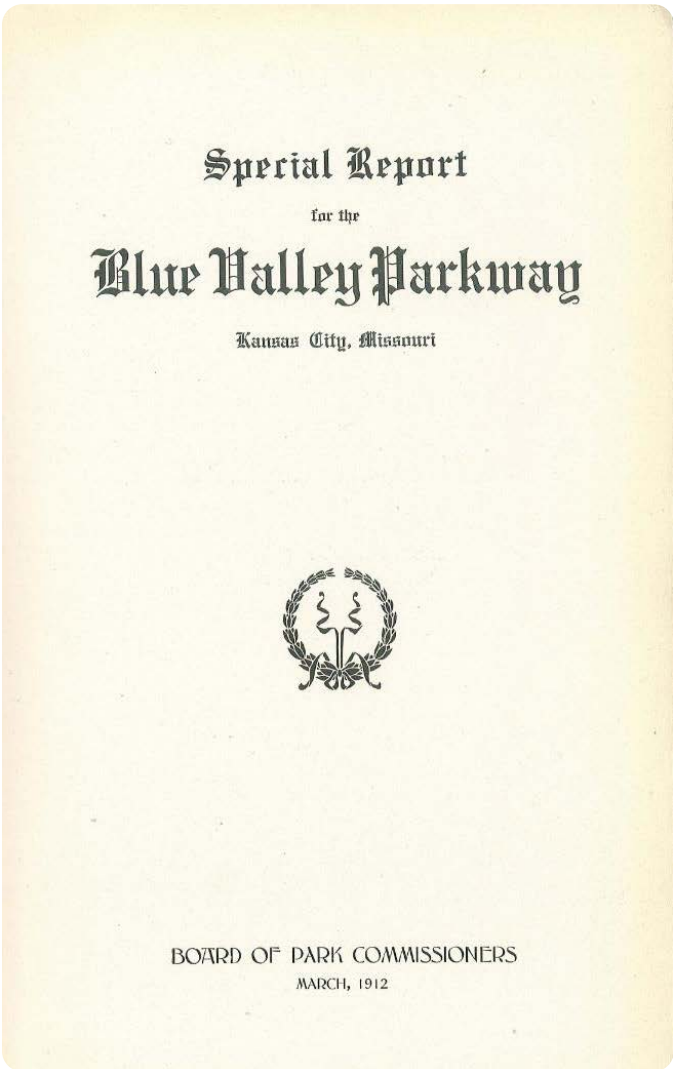 Special Report
for the
Blue Valley Parkway
Kansas City, Missouri
BOARD OF PARK COMMISSIONERS
MARCH, 1912